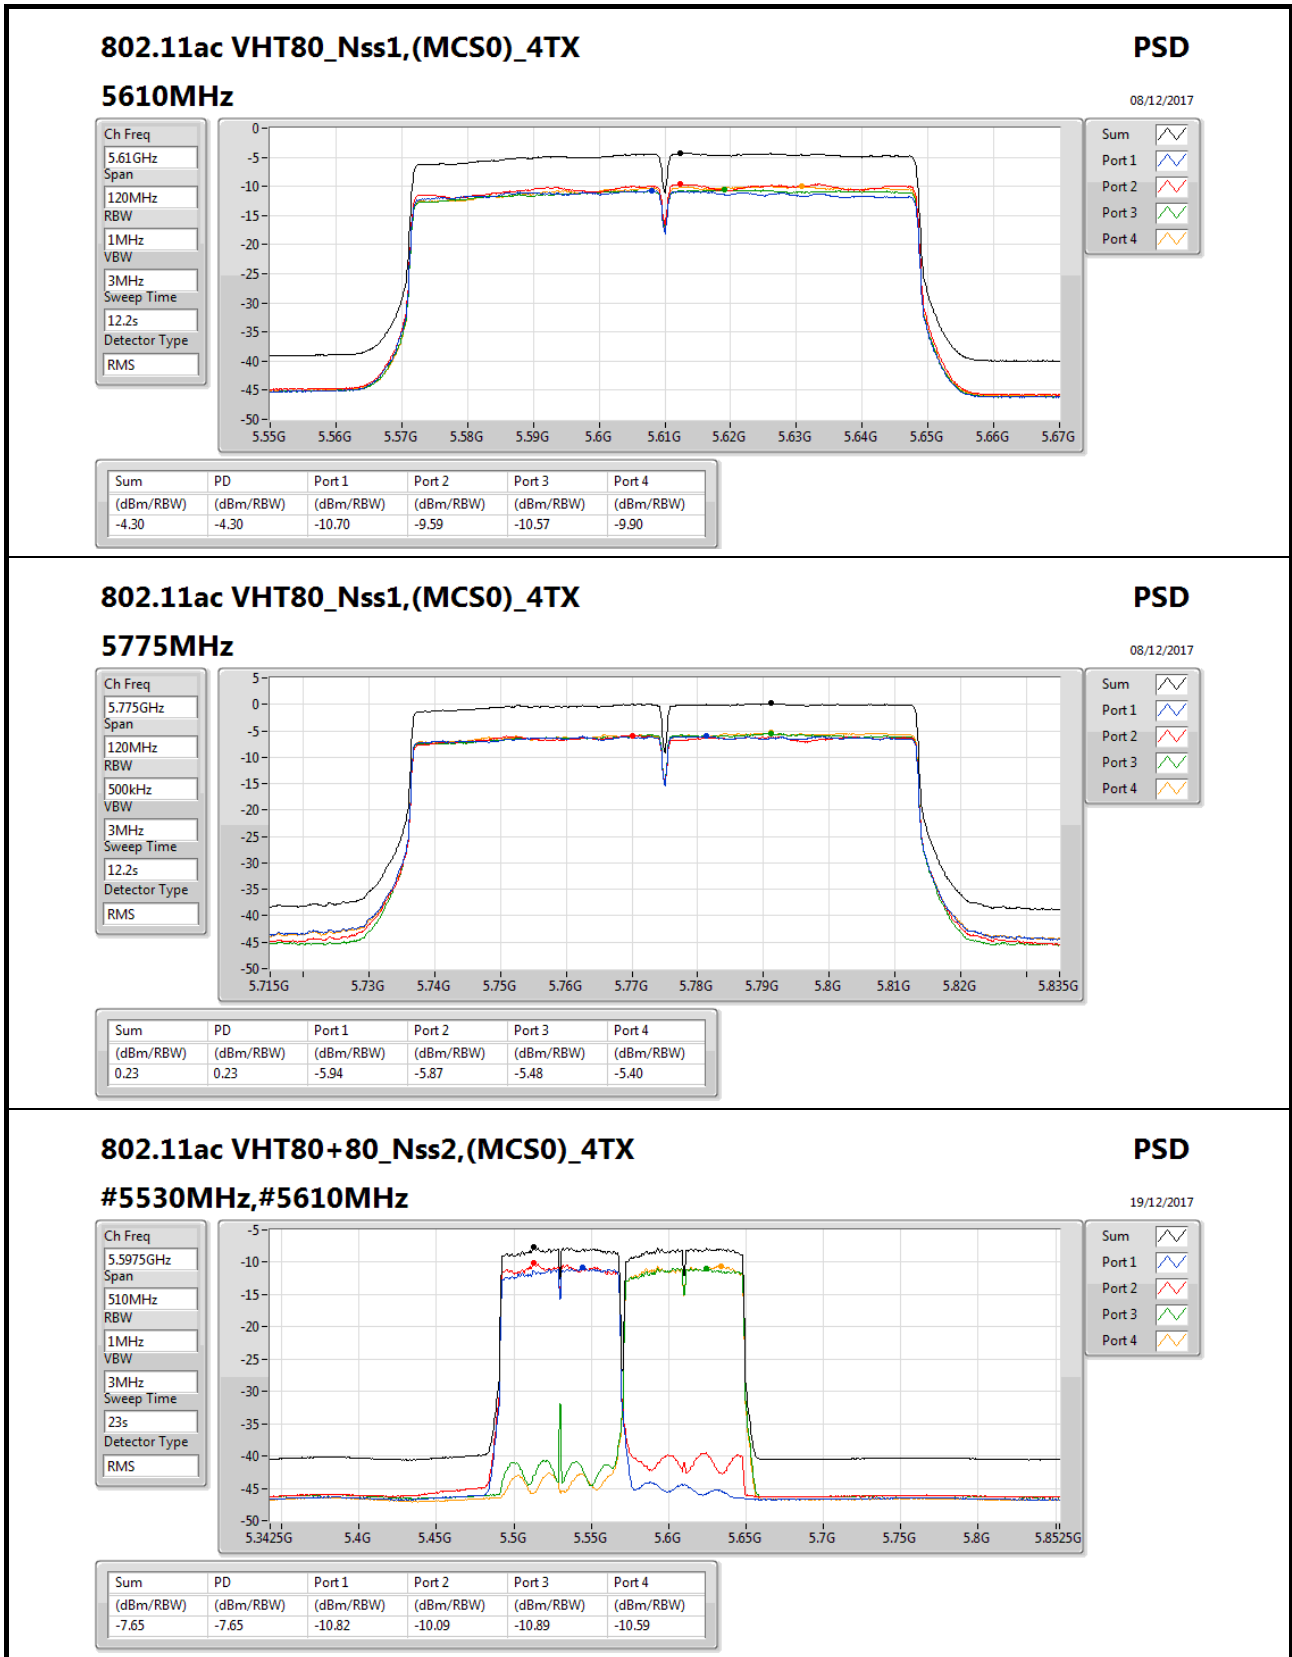 802.11ac VHT80_Nss1,(MCS0)_4TX PSD
5610MHz 08/12/2017
Ch Freq
5.61GHz
Span
120MHz
RBW
1MHz
VBW
3MHz
Sweep Time
12.2s
Detector Type
RMS
0
-5
-10
-15
-20
-25
-30
-35
-40
-45
-50
5.55G 5.56G 5.57G 5.58G 5.59G 5.6G 5.61G 5.62G 5.63G 5.64G 5.65G 5.66G 5.67G
Sum
Port 1
Port 2
Port 3
Port 4
Sum PD Port 1 Port 2 Port 3 Port 4
(dBm/RBW) (dBm/RBW) (dBm/RBW) (dBm/RBW) (dBm/RBW) (dBm/RBW)
-4.30 -4.30 -10.70 -9.59 -10.57 -9.90
802.11ac VHT80_Nss1,(MCS0)_4TX PSD
5775MHz 08/12/2017
Ch Freq
5.775GHz
Span
120MHz
RBW
500kHz
VBW
3MHz
Sweep Time
12.2s
Detector Type
RMS
5
0
-5
-10
-15
-20
-25
-30
-35
-40
-45
-50
5.715G 5.73G 5.74G 5.75G 5.76G 5.77G 5.78G 5.79G 5.8G 5.81G 5.82G 5.835G
Sum
Port 1
Port 2
Port 3
Port 4
Sum PD Port 1 Port 2 Port 3 Port 4
(dBm/RBW) (dBm/RBW) (dBm/RBW) (dBm/RBW) (dBm/RBW) (dBm/RBW)
0.23 0.23 -5.94 -5.87 -5.48 -5.40
802.11ac VHT80+80_Nss2,(MCS0)_4TX PSD
#5530MHz,#5610MHz 19/12/2017
Ch Freq
5.5975GHz
Span
510MHz
RBW
1MHz
VBW
3MHz
Sweep Time
23s
Detector Type
RMS
-5
-10
-15
-20
-25
-30
-35
-40
-45
-50
5.3425G 5.4G 5.45G 5.5G 5.55G 5.6G 5.65G 5.7G 5.75G 5.8G 5.8525G
Sum
Port 1
Port 2
Port 3
Port 4
Sum PD Port 1 Port 2 Port 3 Port 4
(dBm/RBW) (dBm/RBW) (dBm/RBW) (dBm/RBW) (dBm/RBW) (dBm/RBW)
-7.65 -7.65 -10.82 -10.09 -10.89 -10.59